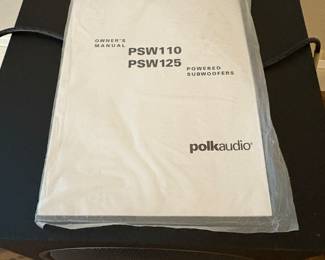 OWNER'S
MANUAL
PSW110
PSW125
POWERED
SUBWOOFERS
polkaudio®